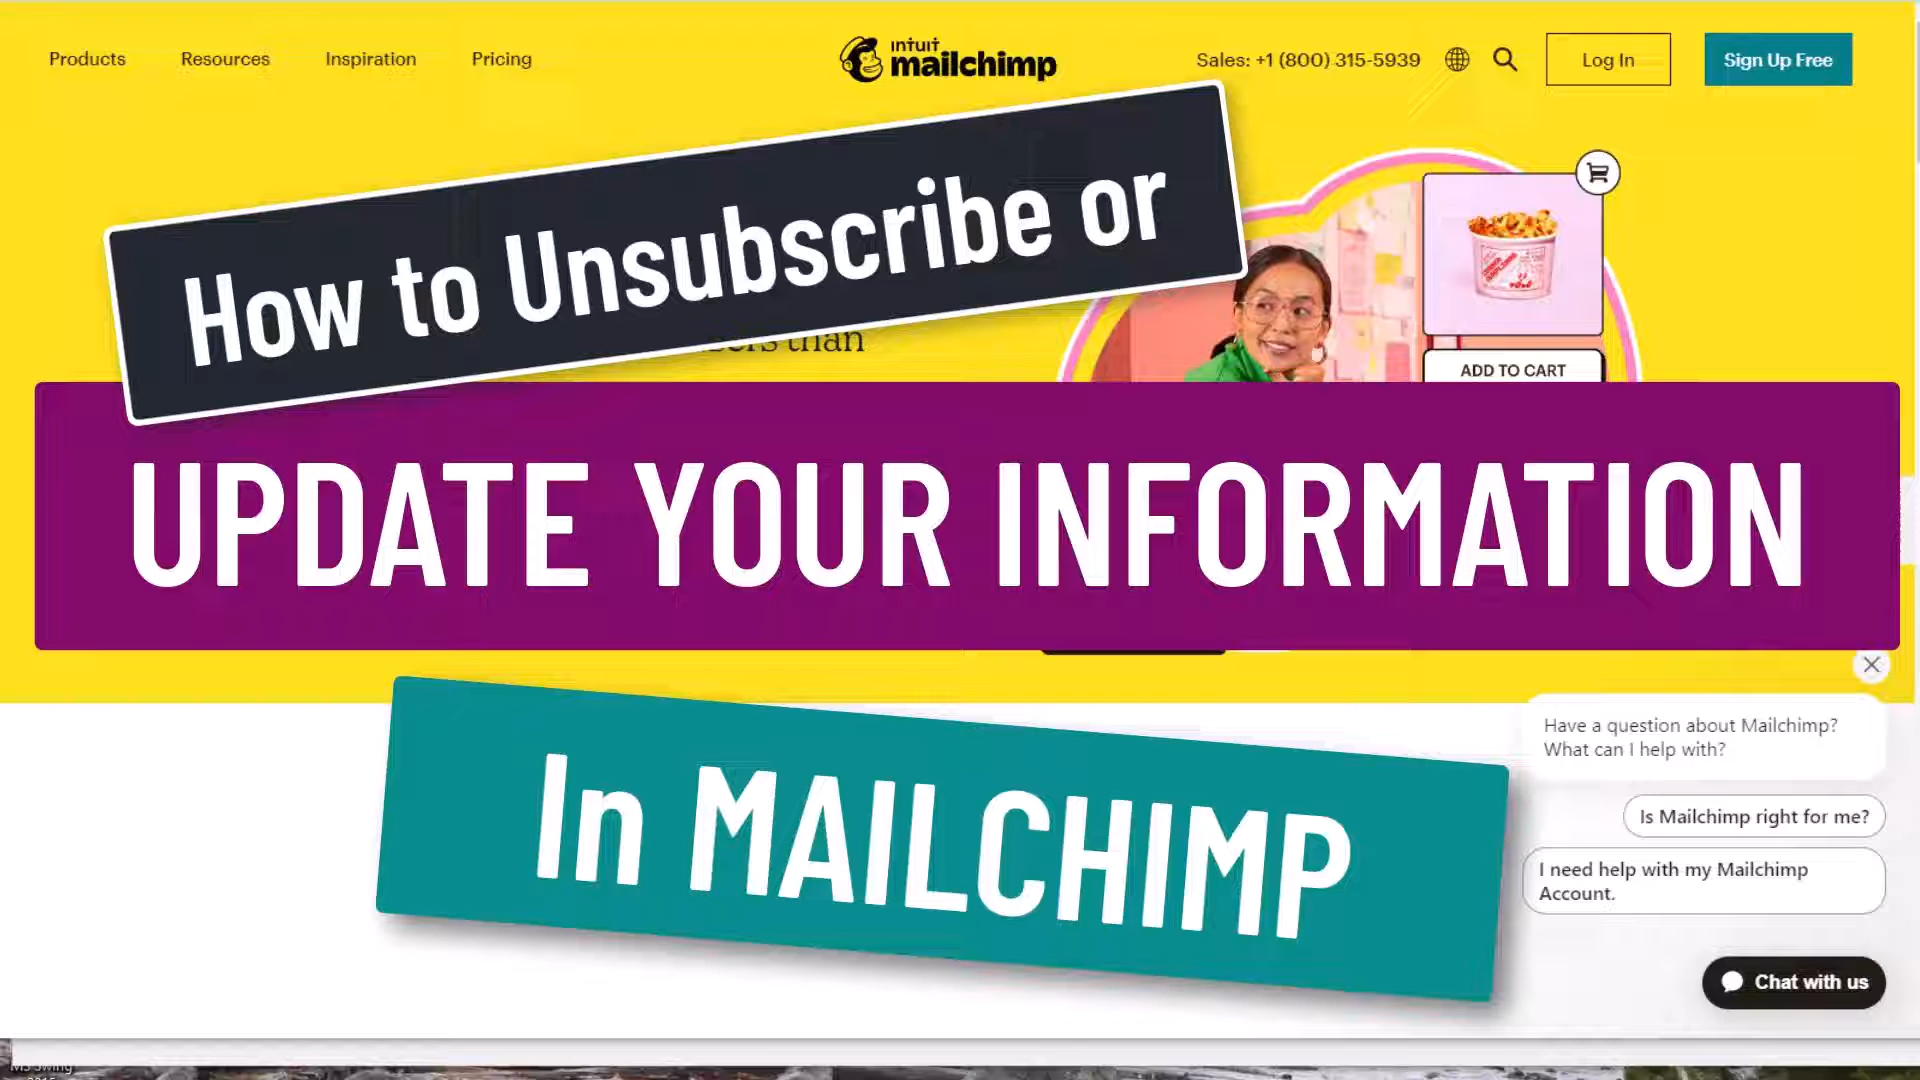 Products
Resources
Inspiration
Pricing
INTUIT
mailchimp
Sales: +1 (800) 315-5939
Log In
Sign Up Free
How to Unsubscribe or
than
ADD TO CART
UPDATE YOUR INFORMATION
In MAILCHIMP
Have a question about Mailchimp?
What can I help with?
Is Mailchimp right for me?
I need help with my Mailchimp
Account.
Chat with us